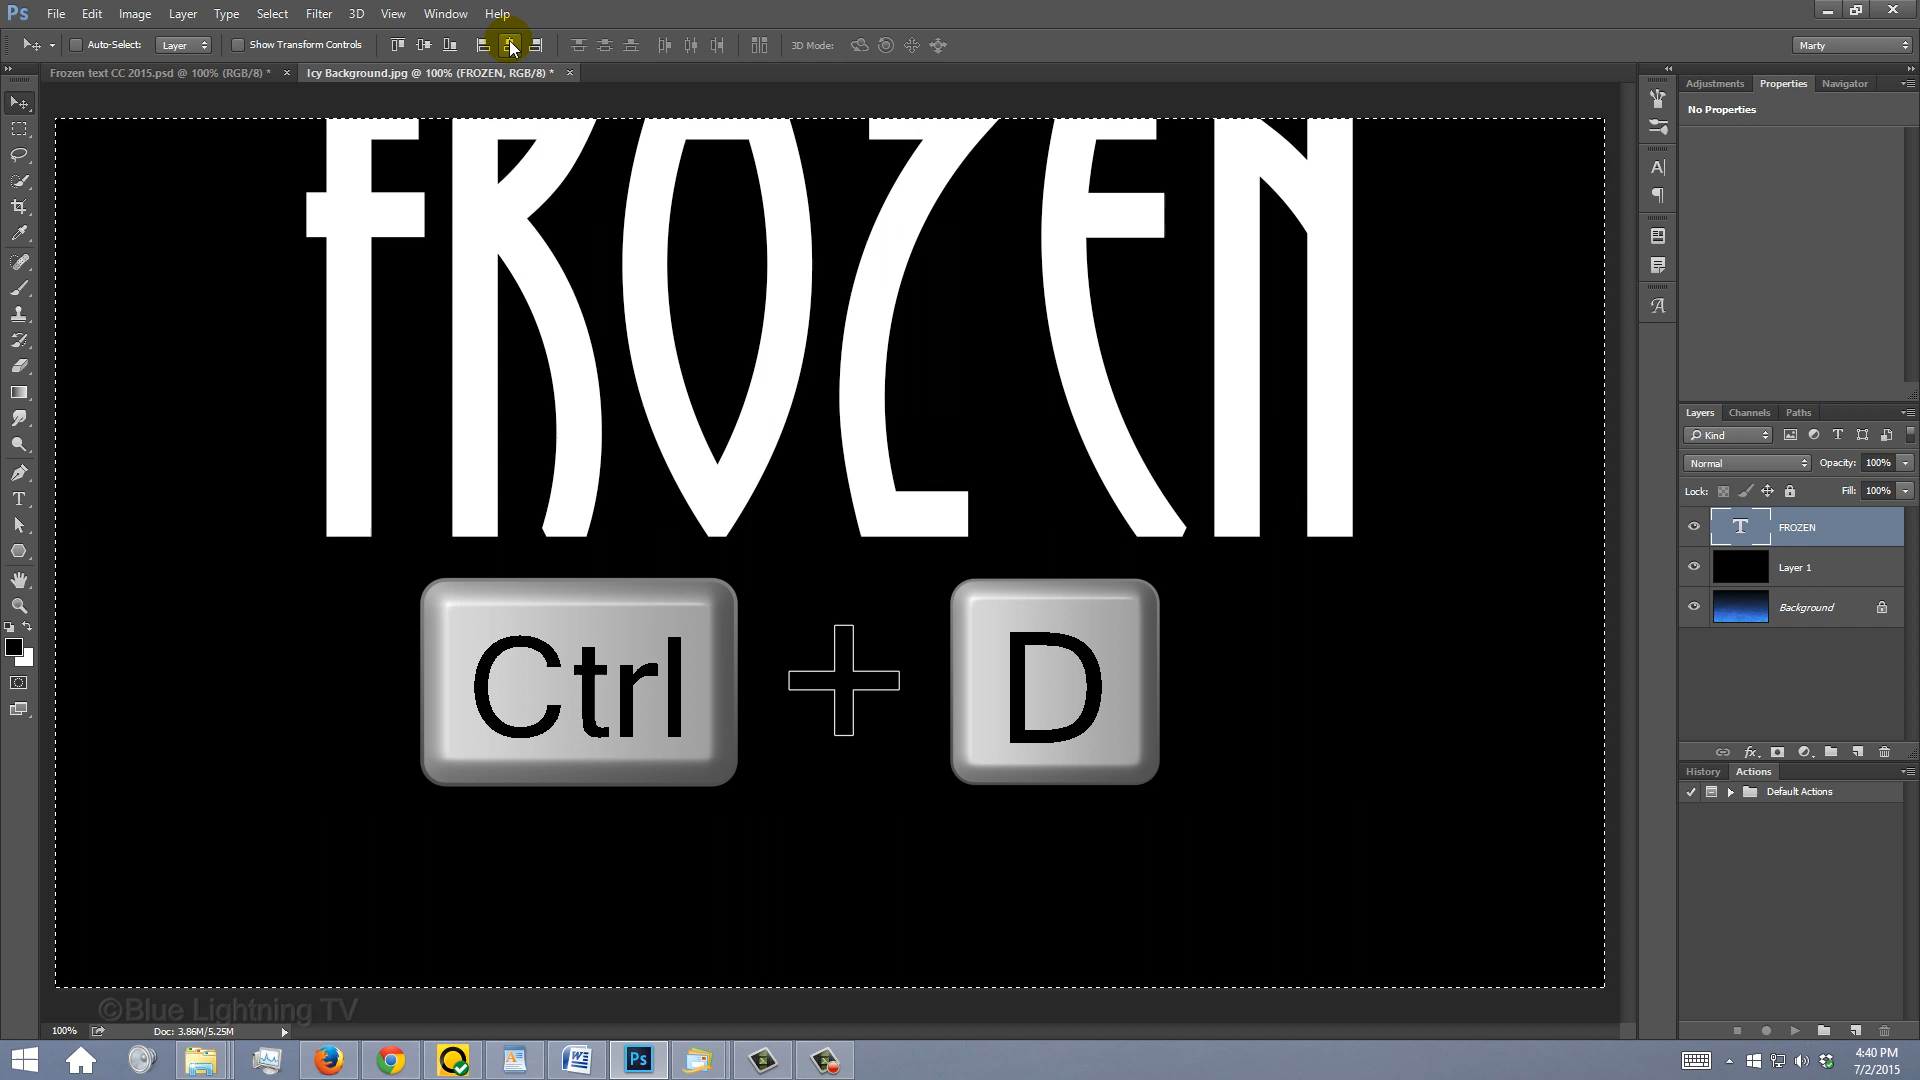 Ps File Edit Image Layer Type Select Filter 3D View Window Help
Auto-Select: Layer Show Transform Controls 3D Mode: Marty
Frozen text CC 2015.psd @ 100% (RGB/8) * × Icy Background.jpg @ 100% (FROZEN, RGB/8) * ×
Adjustments Properties Navigator
No Properties
FROZEN
Ctrl + D
Layers Channels Paths
Kind
Normal Opacity: 100%
Lock: Fill: 100%
T FROZEN
Layer 1
Background
fx
History Actions
Default Actions
©Blue Lightning TV
100% Doc: 3.86M/5.25M
4:40 PM
7/2/2015